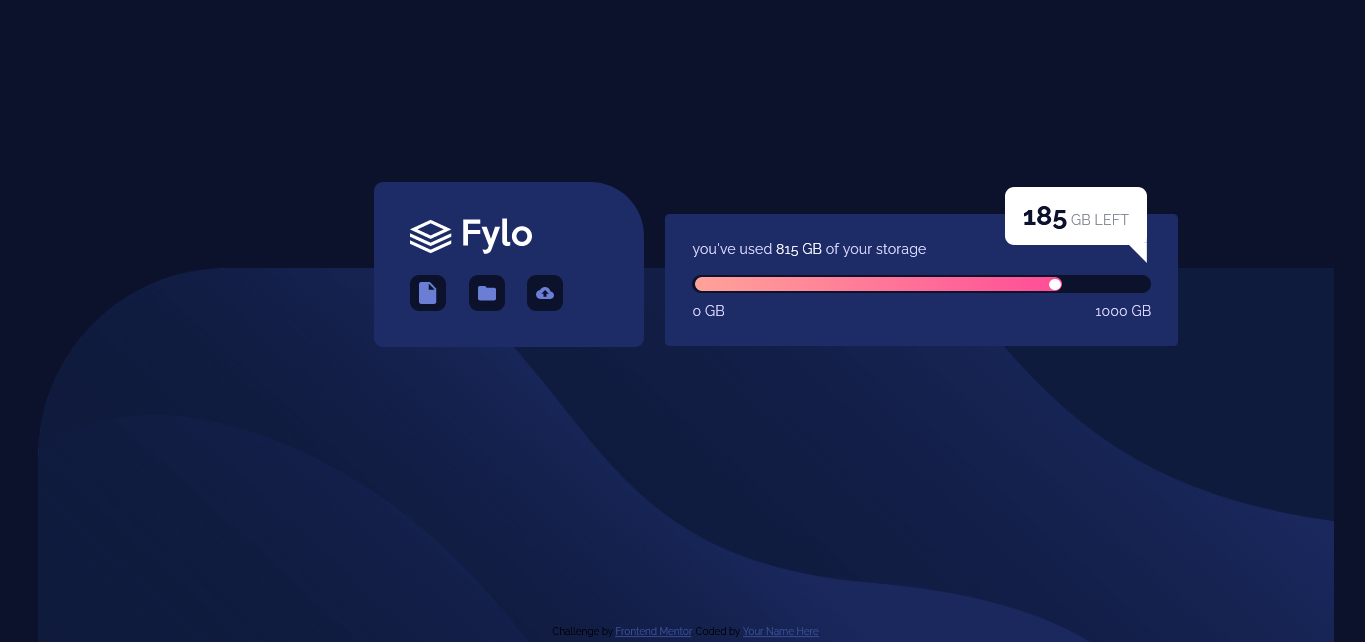 Fylo
185 GB LEFT
you've used 815 GB of your storage
0 GB
1000 GB
Challenge by Frontend Mentor. Coded by Your Name Here.